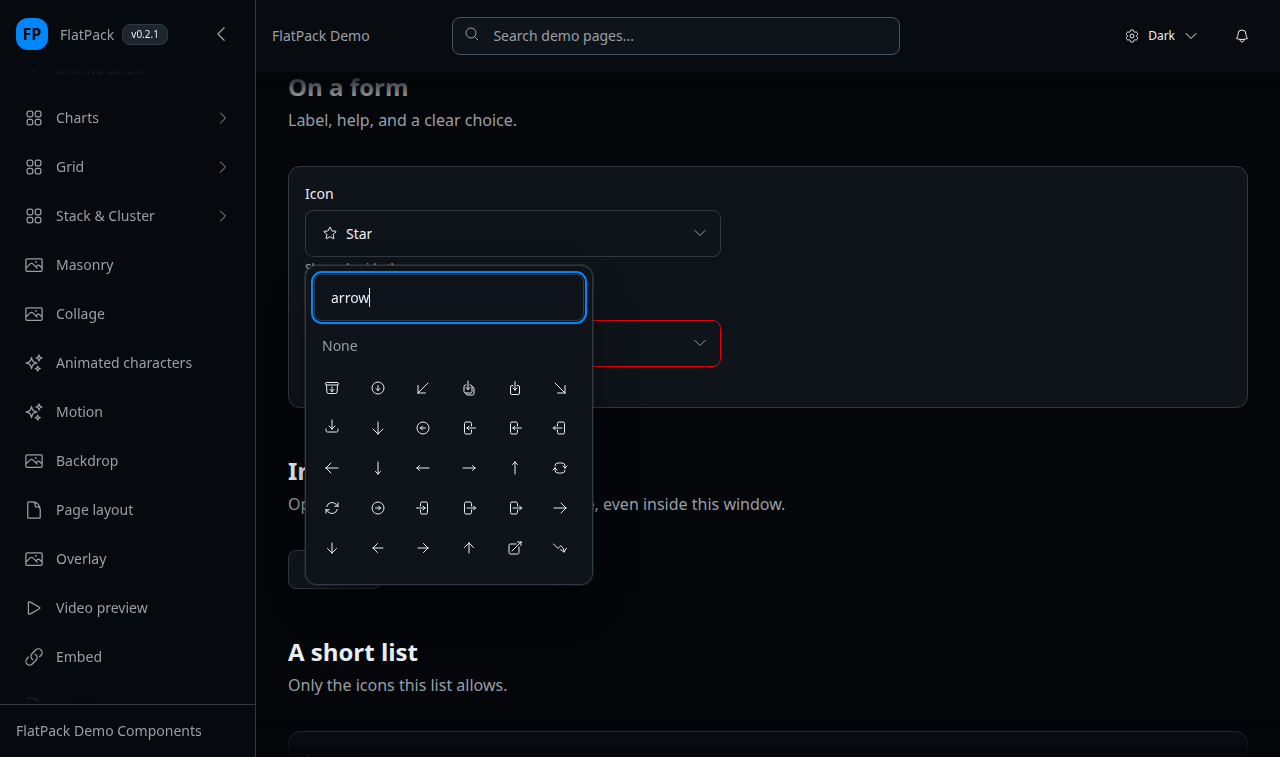 FP FlatPack v0.2.1
FlatPack Demo
Search demo pages...
Dark
Infinite Scroll
Charts
Grid
Stack & Cluster
Masonry
Collage
Animated characters
Motion
Backdrop
Page layout
Overlay
Video preview
Embed
FlatPack Demo Components
On a form
Label, help, and a clear choice.
Icon
Star
arrow
None
, even inside this window.
A short list
Only the icons this list allows.